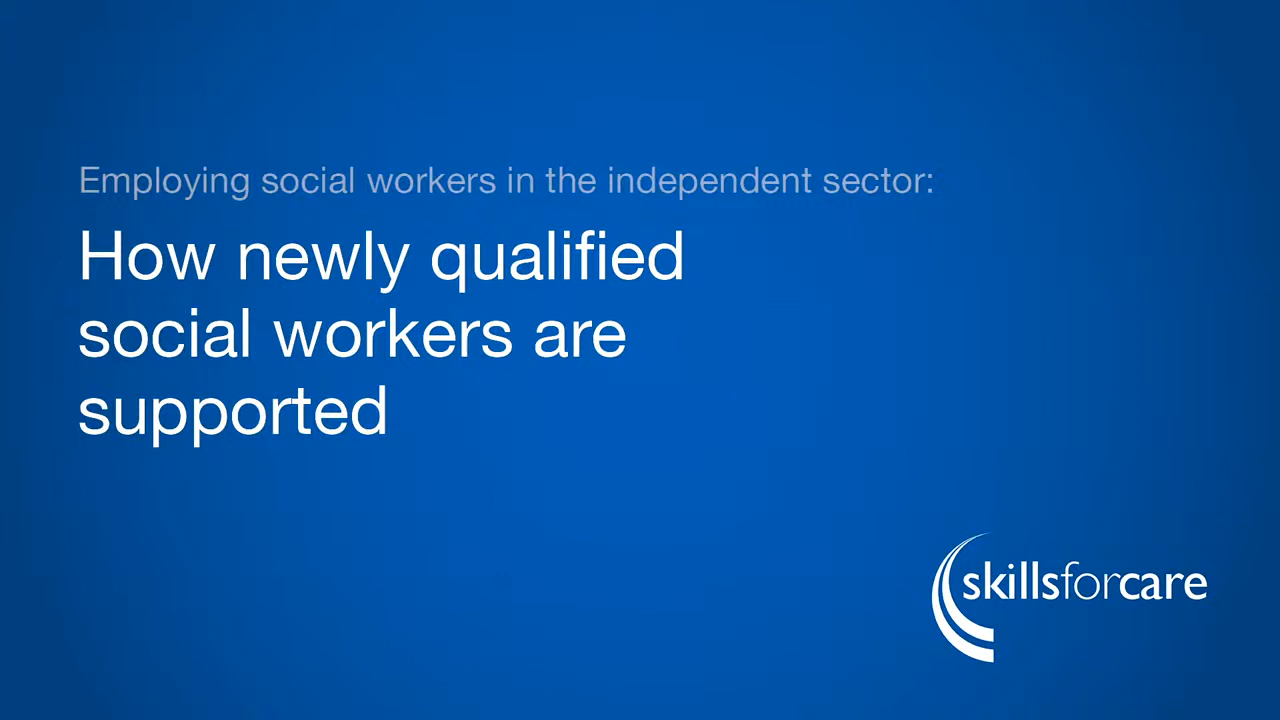 Employing social workers in the independent sector:
How newly qualified
social workers are
supported
skillsforcare